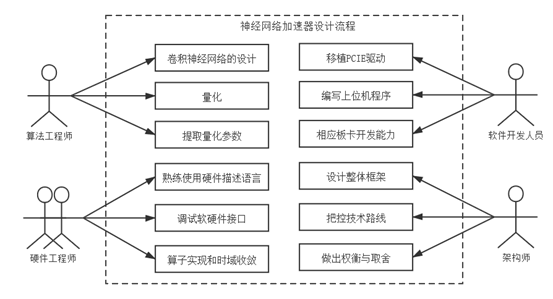 神经网络加速器设计流程
卷积神经网络的设计
移植PCIE驱动
量化
编写上位机程序
提取量化参数
相应板卡开发能力
算法工程师
软件开发人员
熟练使用硬件描述语言
设计整体框架
调试软硬件接口
把控技术路线
算子实现和时域收敛
做出权衡与取舍
硬件工程师
架构师